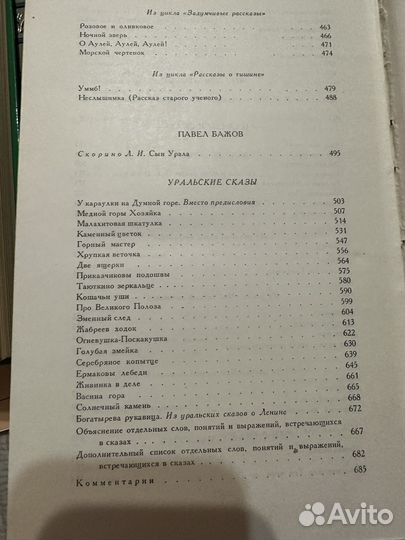 Из цикла «Задумчивые рассказы»
Розовое и оливковое 463
Ночной зверь 466
О Аулей, Аулей, Аулей! 471
Морской чертенок 474
Из цикла «Рассказы о тишине»
Уммб! 479
Неслышимка (Рассказ старого ученого) 488
ПАВЕЛ БАЖОВ
Скорино Л. И. Сын Урала 495
УРАЛЬСКИЕ СКАЗЫ
У караулки на Думной горе. Вместо предисловия 503
Медной горы Хозяйка 507
Малахитовая шкатулка 514
Каменный цветок 531
Горный мастер 547
Хрупкая веточка 556
Две ящерки 564
Приказчиковы подошвы 575
Таюткино зеркальце 580
Кошачьи уши 590
Про Великого Полоза 599
Змеиный след 604
Жабреев ходок 613
Огневушка-Поскакушка 622
Голубая змейка 630
Серебряное копытце 639
Ермаковы лебеди 645
Живинка в деле 661
Васина гора 665
Солнечный камень 668
Богатырева рукавица. Из уральских сказов о Ленине 672
Объяснение отдельных слов, понятий и выражений, встречающихся
в сказах 667
Дополнительный список отдельных слов, понятий и выражений,
встречающихся в сказах 682
Комментарии 685
Avito